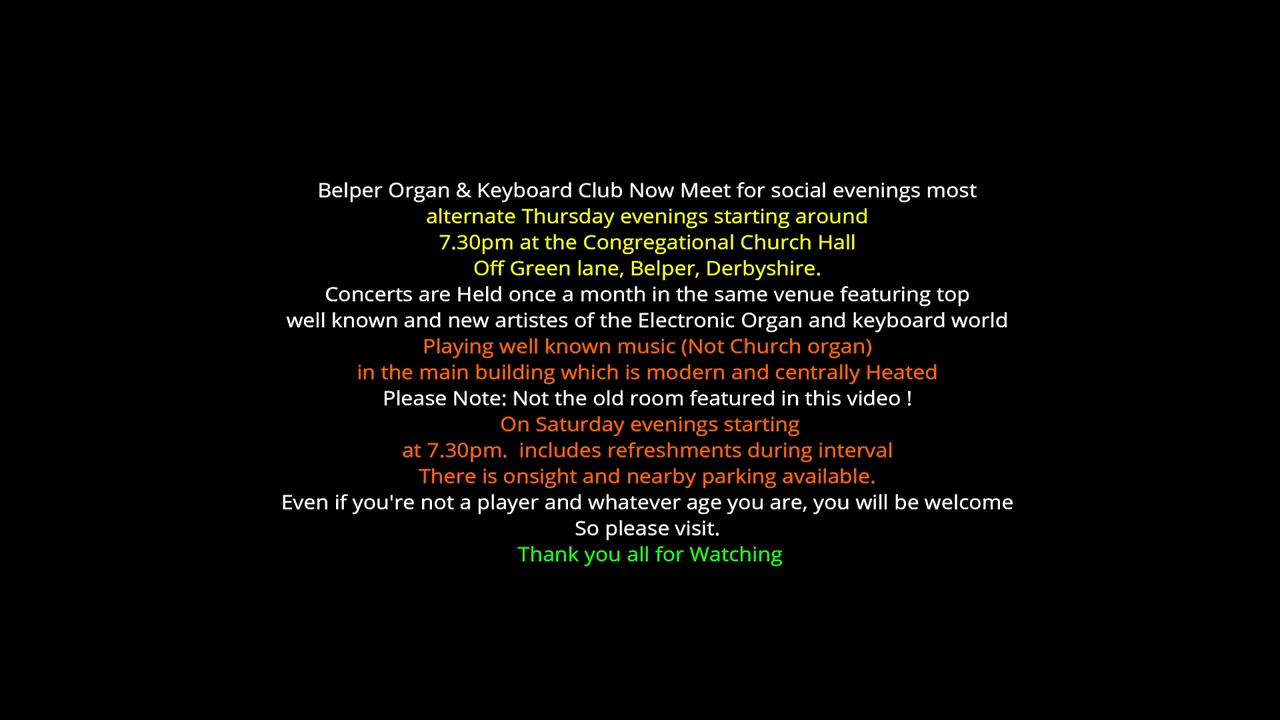 Belper Organ & Keyboard Club Now Meet for social evenings most
alternate Thursday evenings starting around
7.30pm at the Congregational Church Hall
Off Green lane, Belper, Derbyshire.
Concerts are Held once a month in the same venue featuring top
well known and new artistes of the Electronic Organ and keyboard world
Playing well known music (Not Church organ)
in the main building which is modern and centrally Heated
Please Note: Not the old room featured in this video !
On Saturday evenings starting
at 7.30pm.  includes refreshments during interval
There is onsight and nearby parking available.
Even if you're not a player and whatever age you are, you will be welcome
So please visit.
Thank you all for Watching